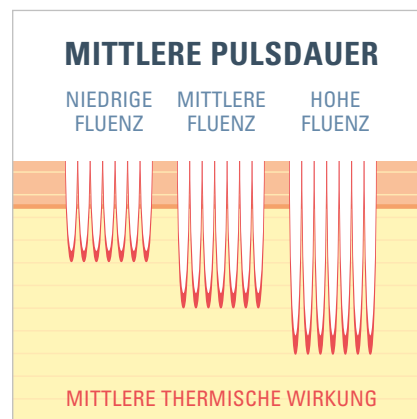 MITTLERE PULSDAUER
NIEDRIGE FLUENZ
MITTLERE FLUENZ
HOHE FLUENZ
MITTLERE THERMISCHE WIRKUNG